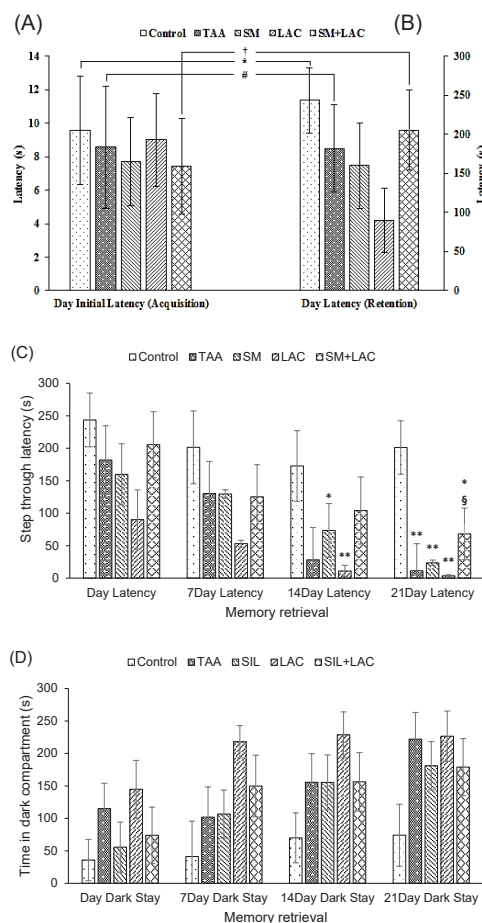 (A)
(B)
Control TAA SM LAC SM+LAC
†
*
#
14
12
10
8
6
4
2
0
Latency (s)
300
250
200
150
100
50
0
Latency (s)
Day Initial Latency (Acquisition)
Day Latency (Retention)
(C)
Control TAA SM LAC SM+LAC
300
250
200
150
100
50
0
Step through latency (s)
*
**
**
**
**
*
§
Day Latency
7Day Latency
14Day Latency
21Day Latency
Memory retrieval
(D)
Control TAA SIL LAC SIL+LAC
300
250
200
150
100
50
0
Time in dark compartment (s)
Day Dark Stay
7Day Dark Stay
14Day Dark Stay
21Day Dark Stay
Memory retrieval